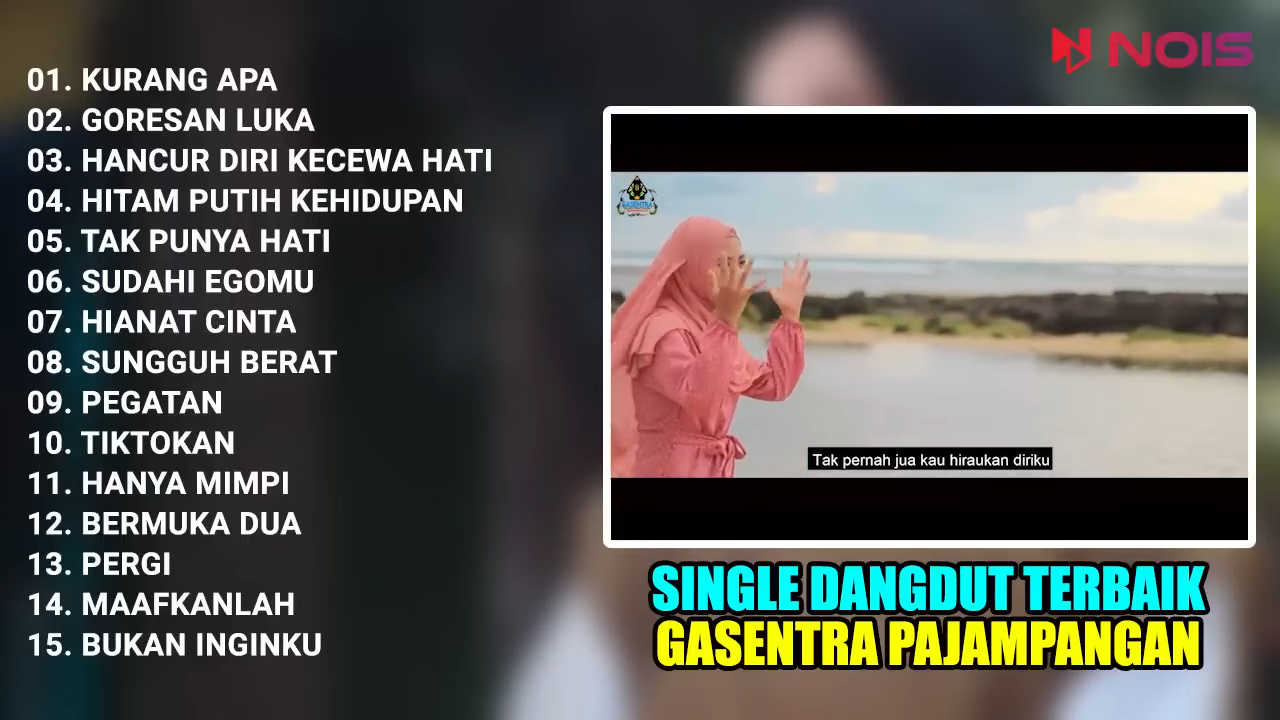 01. KURANG APA
02. GORESAN LUKA
03. HANCUR DIRI KECEWA HATI
04. HITAM PUTIH KEHIDUPAN
05. TAK PUNYA HATI
06. SUDAHI EGOMU
07. HIANAT CINTA
08. SUNGGUH BERAT
09. PEGATAN
10. TIKTOKAN
11. HANYA MIMPI
12. BERMUKA DUA
13. PERGI
14. MAAFKANLAH
15. BUKAN INGINKU
NOIS
GASENTRA
Tak pernah jua kau hiraukan diriku
SINGLE DANGDUT TERBAIK
GASENTRA PAJAMPANGAN